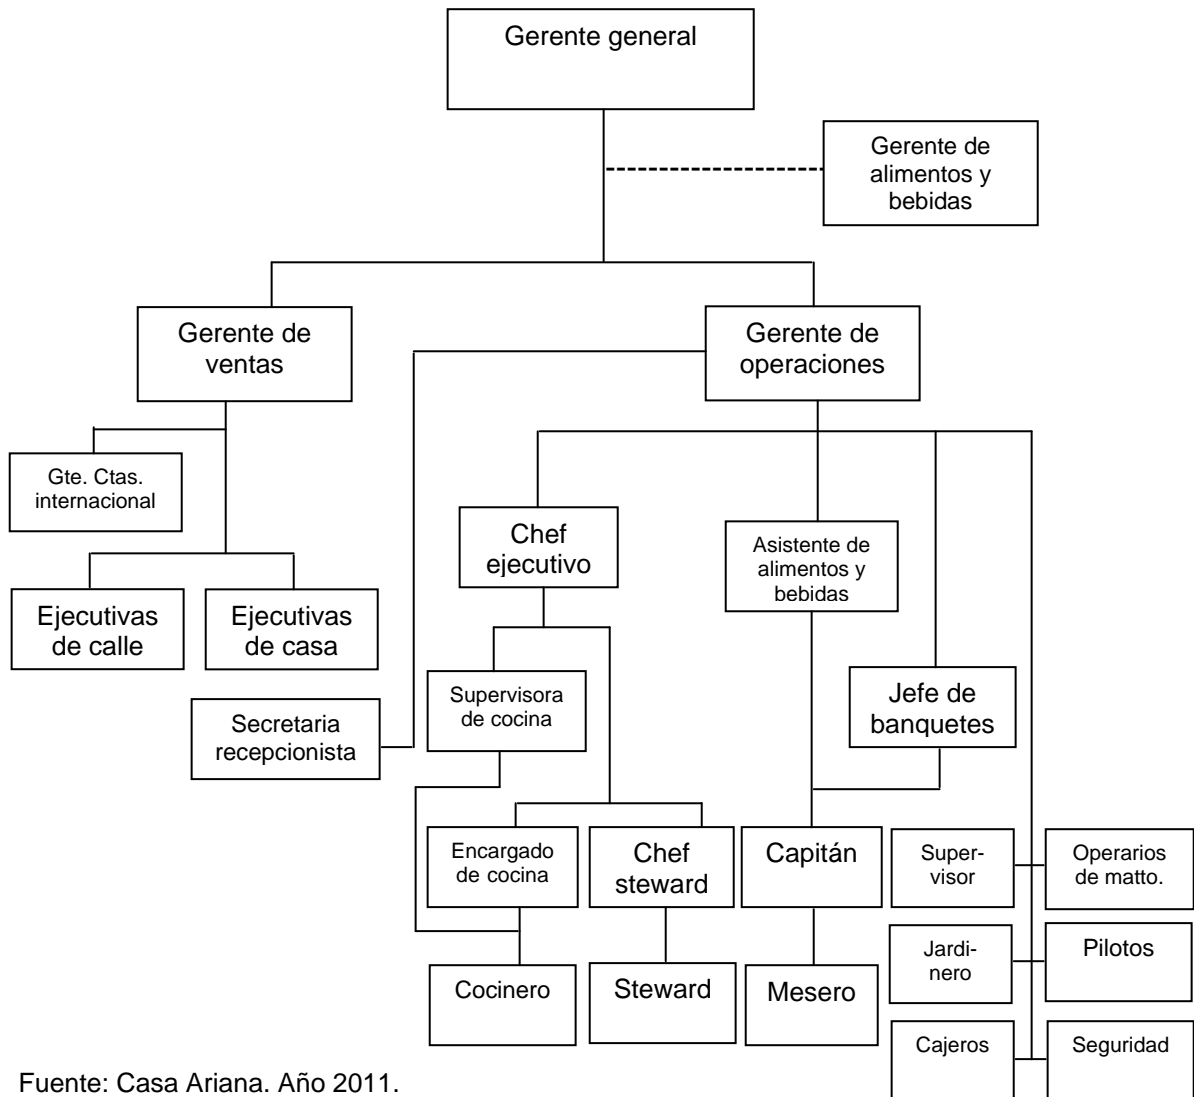 Gerente general
Gerente de
alimentos y
bebidas
Gerente de
ventas
Gerente de
operaciones
Gte. Ctas.
internacional
Ejecutivas
de calle
Ejecutivas
de casa
Secretaria
recepcionista
Chef
ejecutivo
Asistente de
alimentos y
bebidas
Supervisora
de cocina
Jefe de
banquetes
Encargado
de cocina
Chef
steward
Capitán
Super-
visor
Operarios
de matto.
Cocinero
Steward
Mesero
Jardi-
nero
Pilotos
Cajeros
Seguridad
Fuente: Casa Ariana. Año 2011.